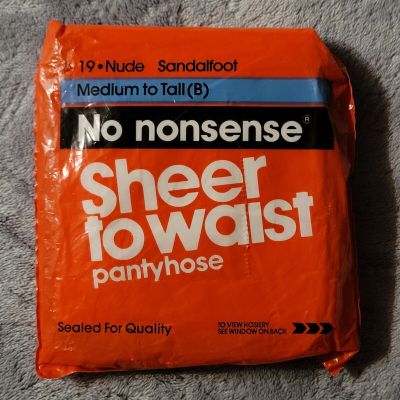 19•Nude Sandalfoot
Medium to Tall (B)
No nonsense®
Sheer
to waist
pantyhose
Sealed For Quality
TO VIEW HOSIERY
SEE WINDOW ON BACK